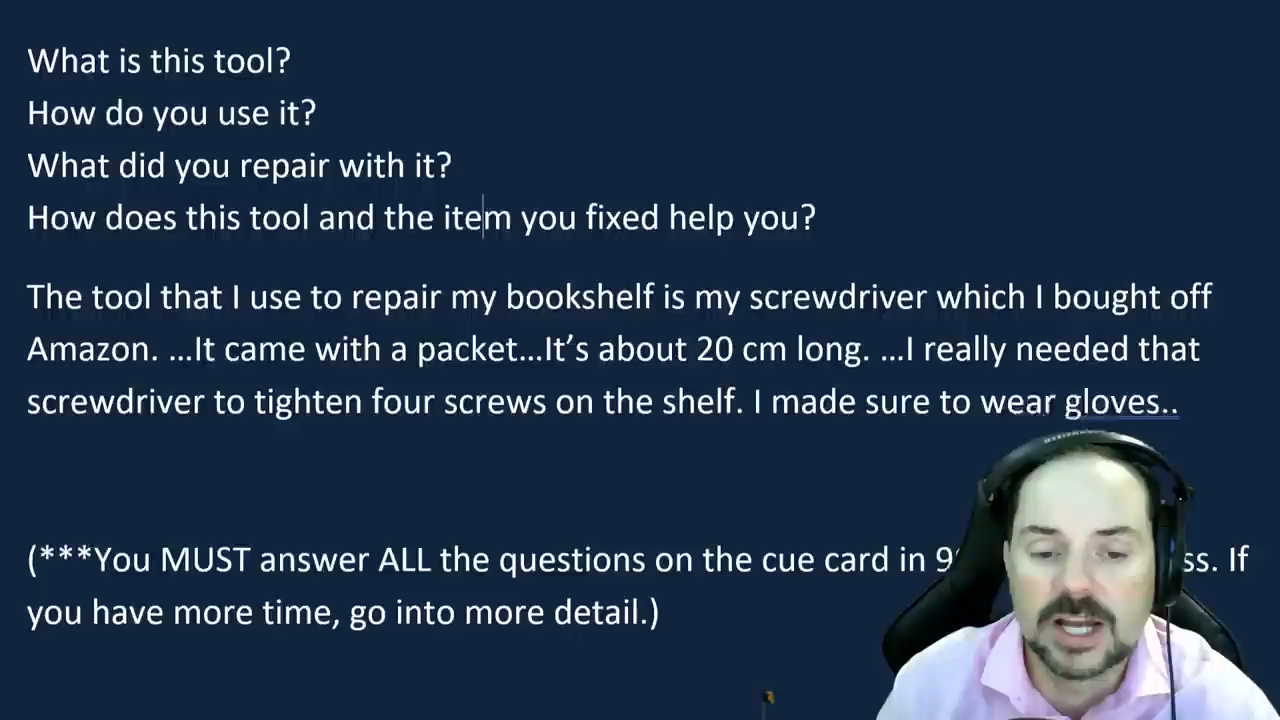 What is this tool?
How do you use it?
What did you repair with it?
How does this tool and the item you fixed help you?
The tool that I use to repair my bookshelf is my screwdriver which I bought off
Amazon. ...It came with a packet...It’s about 20 cm long. ...I really needed that
screwdriver to tighten four screws on the shelf. I made sure to wear gloves..
(***You MUST answer ALL the questions on the cue card in ss. If
you have more time, go into more detail.)